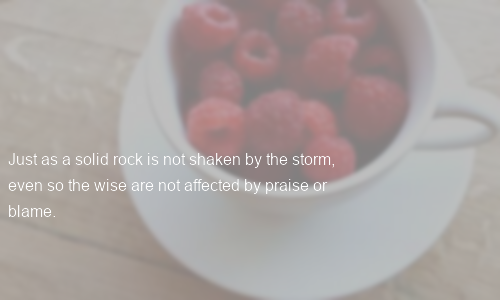 Just as a solid rock is not shaken by the storm,
even so the wise are not affected by praise or
blame.